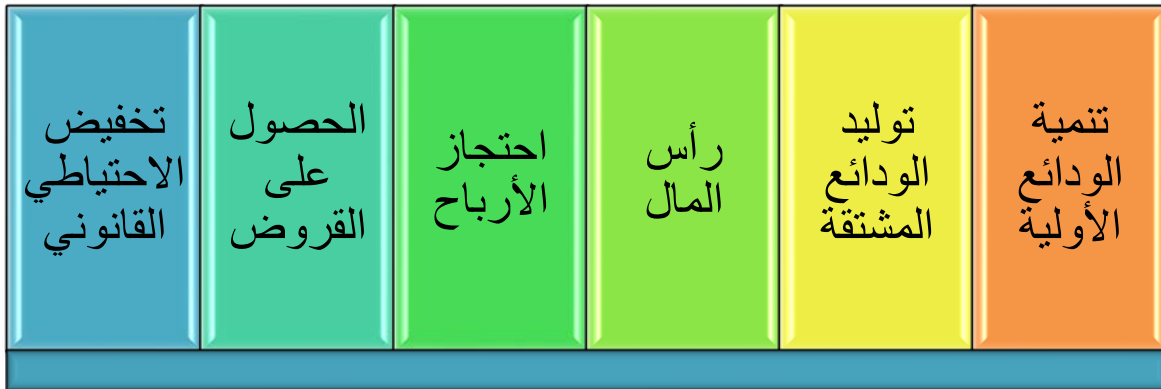 تنمية
الودائع
الأولية
توليد
الودائع
المشتقة
رأس
المال
احتجاز
الأرباح
الحصول
على
القروض
تخفيض
الاحتياطي
القانوني